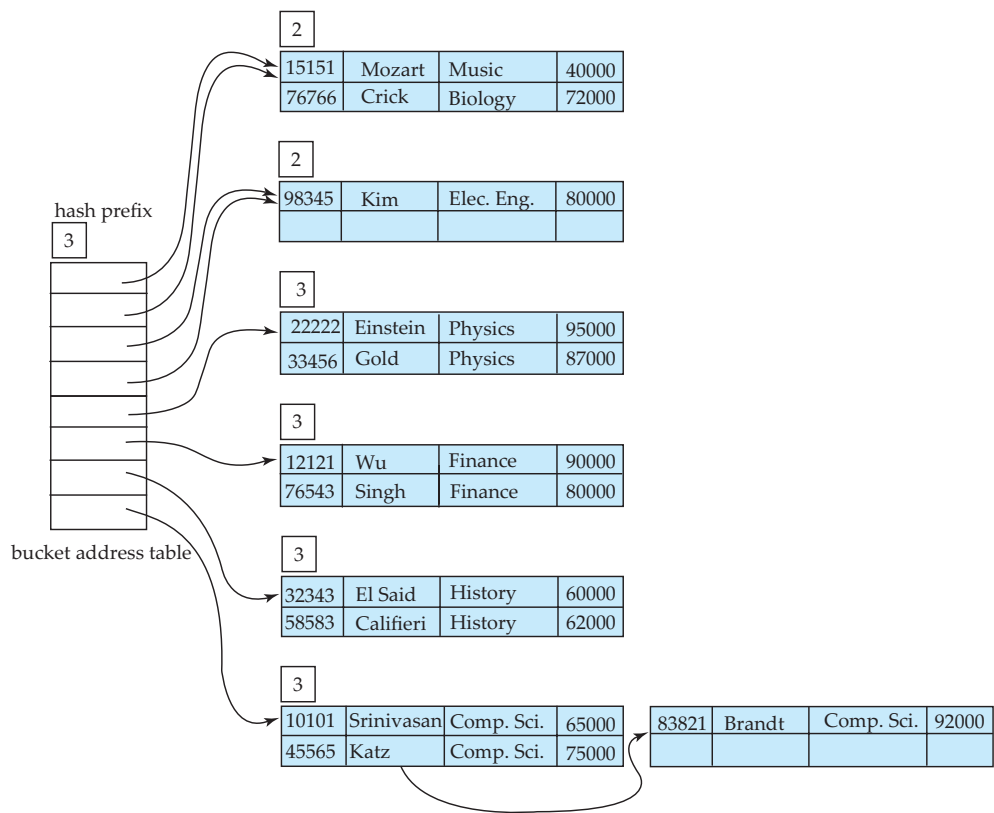 2
15151 Mozart Music 40000
76766 Crick Biology 72000
2
98345 Kim Elec. Eng. 80000
hash prefix
3
3
22222 Einstein Physics 95000
33456 Gold Physics 87000
3
12121 Wu Finance 90000
76543 Singh Finance 80000
bucket address table
3
32343 El Said History 60000
58583 Califieri History 62000
3
10101 Srinivasan Comp. Sci. 65000
45565 Katz Comp. Sci. 75000
83821 Brandt Comp. Sci. 92000